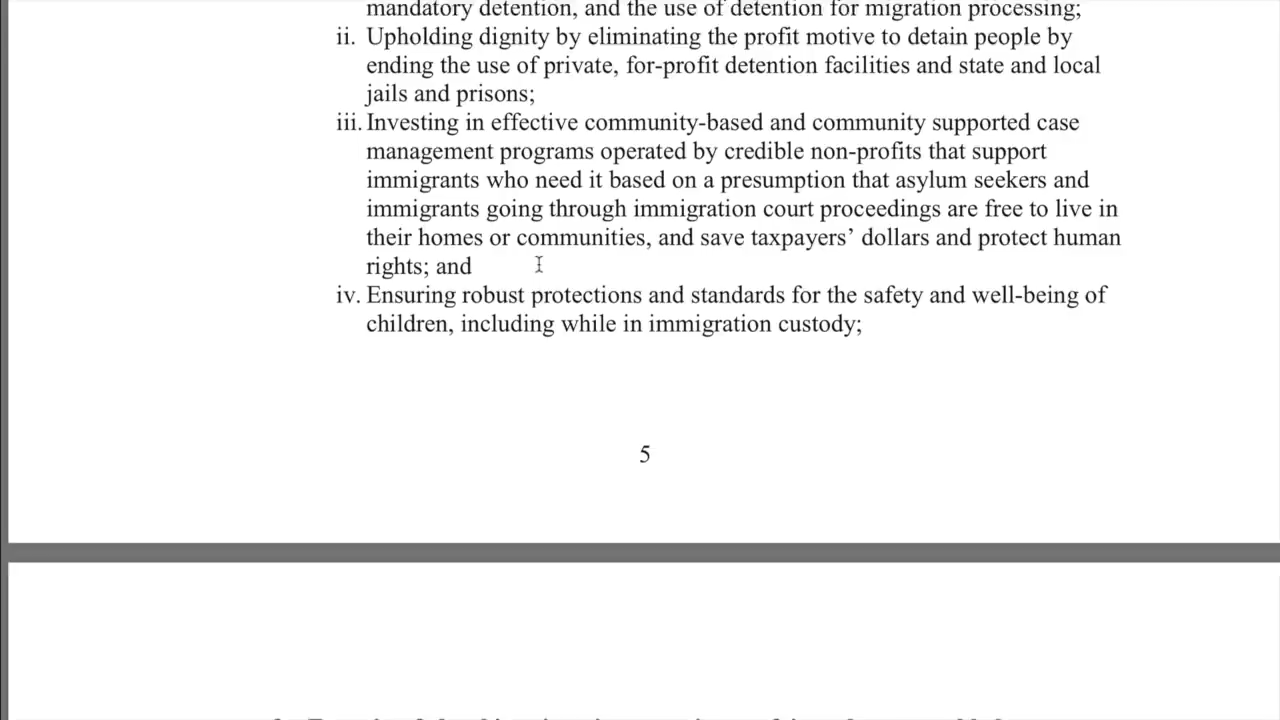 mandatory detention, and the use of detention for migration processing;
ii. Upholding dignity by eliminating the profit motive to detain people by
ending the use of private, for-profit detention facilities and state and local
jails and prisons;
iii. Investing in effective community-based and community supported case
management programs operated by credible non-profits that support
immigrants who need it based on a presumption that asylum seekers and
immigrants going through immigration court proceedings are free to live in
their homes or communities, and save taxpayers’ dollars and protect human
rights; and
iv. Ensuring robust protections and standards for the safety and well-being of
children, including while in immigration custody;
5